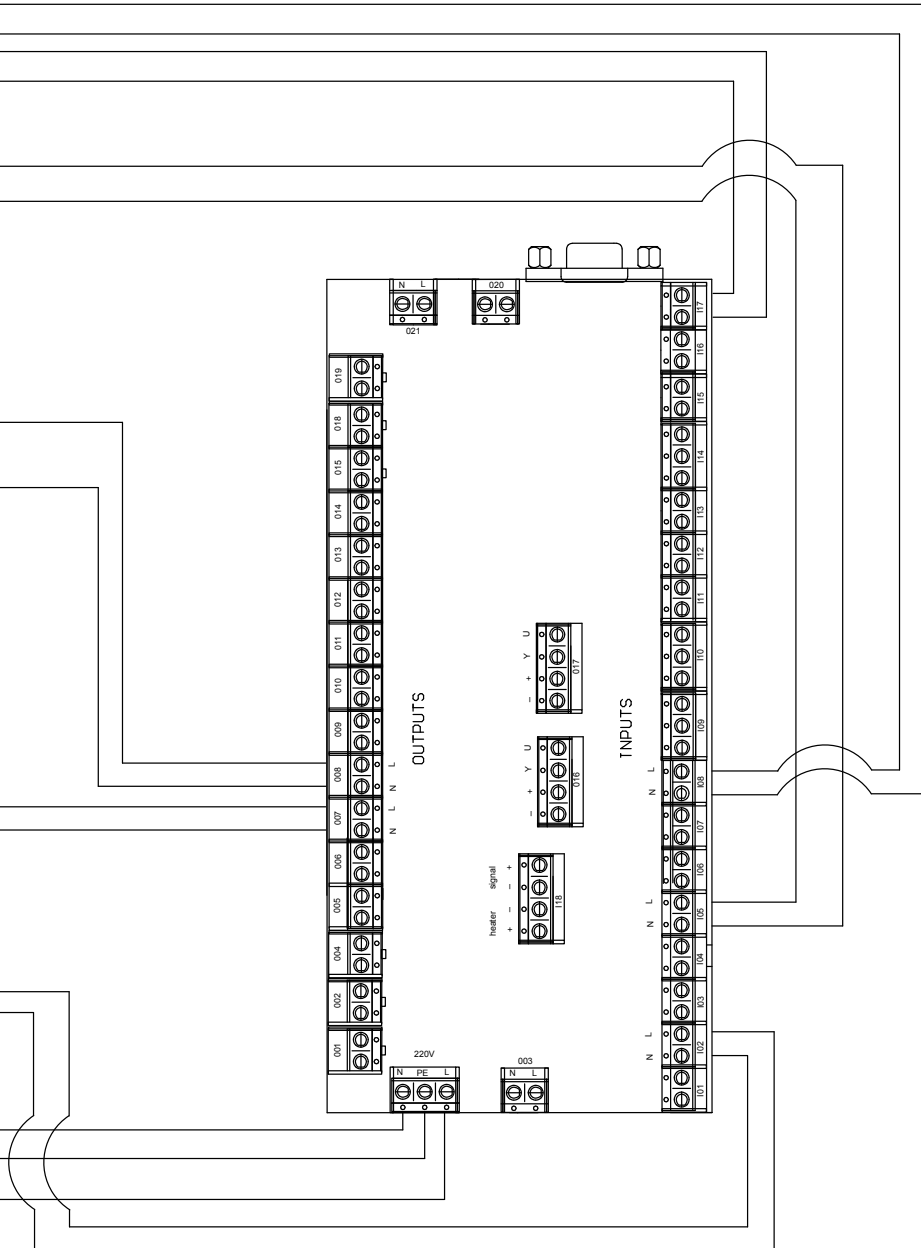 N L
021
020
019
018
015
014
013
012
011
010
009
008
L
N
007
L
N
006
005
004
002
001
OUTPUTS
INPUTS
U
Y
+
–
017
U
Y
+
–
016
signal
heater
+
–
–
+
I18
220V
N PE L
003
N L
I17
I16
I15
I14
I13
I12
I11
I10
I09
L
N
I08
I07
I06
L
N
I05
I04
I03
L
N
I02
I01